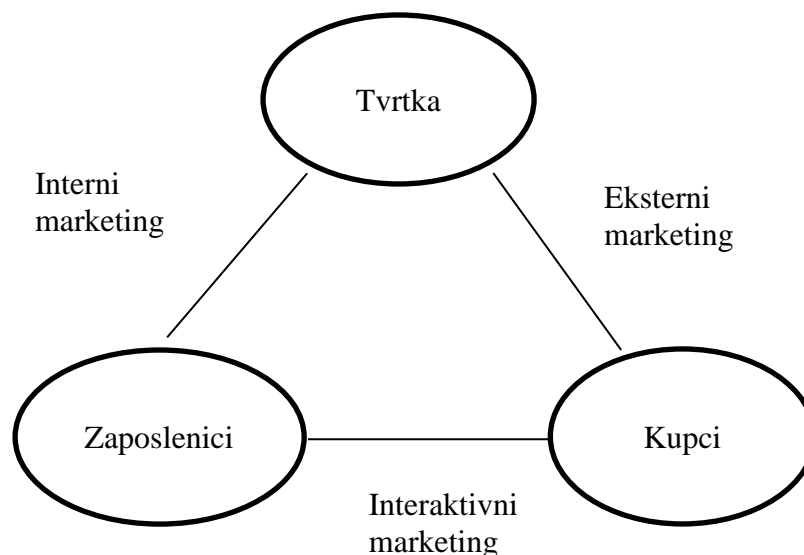 Tvrtka
Interni
marketing
Eksterni
marketing
Zaposlenici
Kupci
Interaktivni
marketing